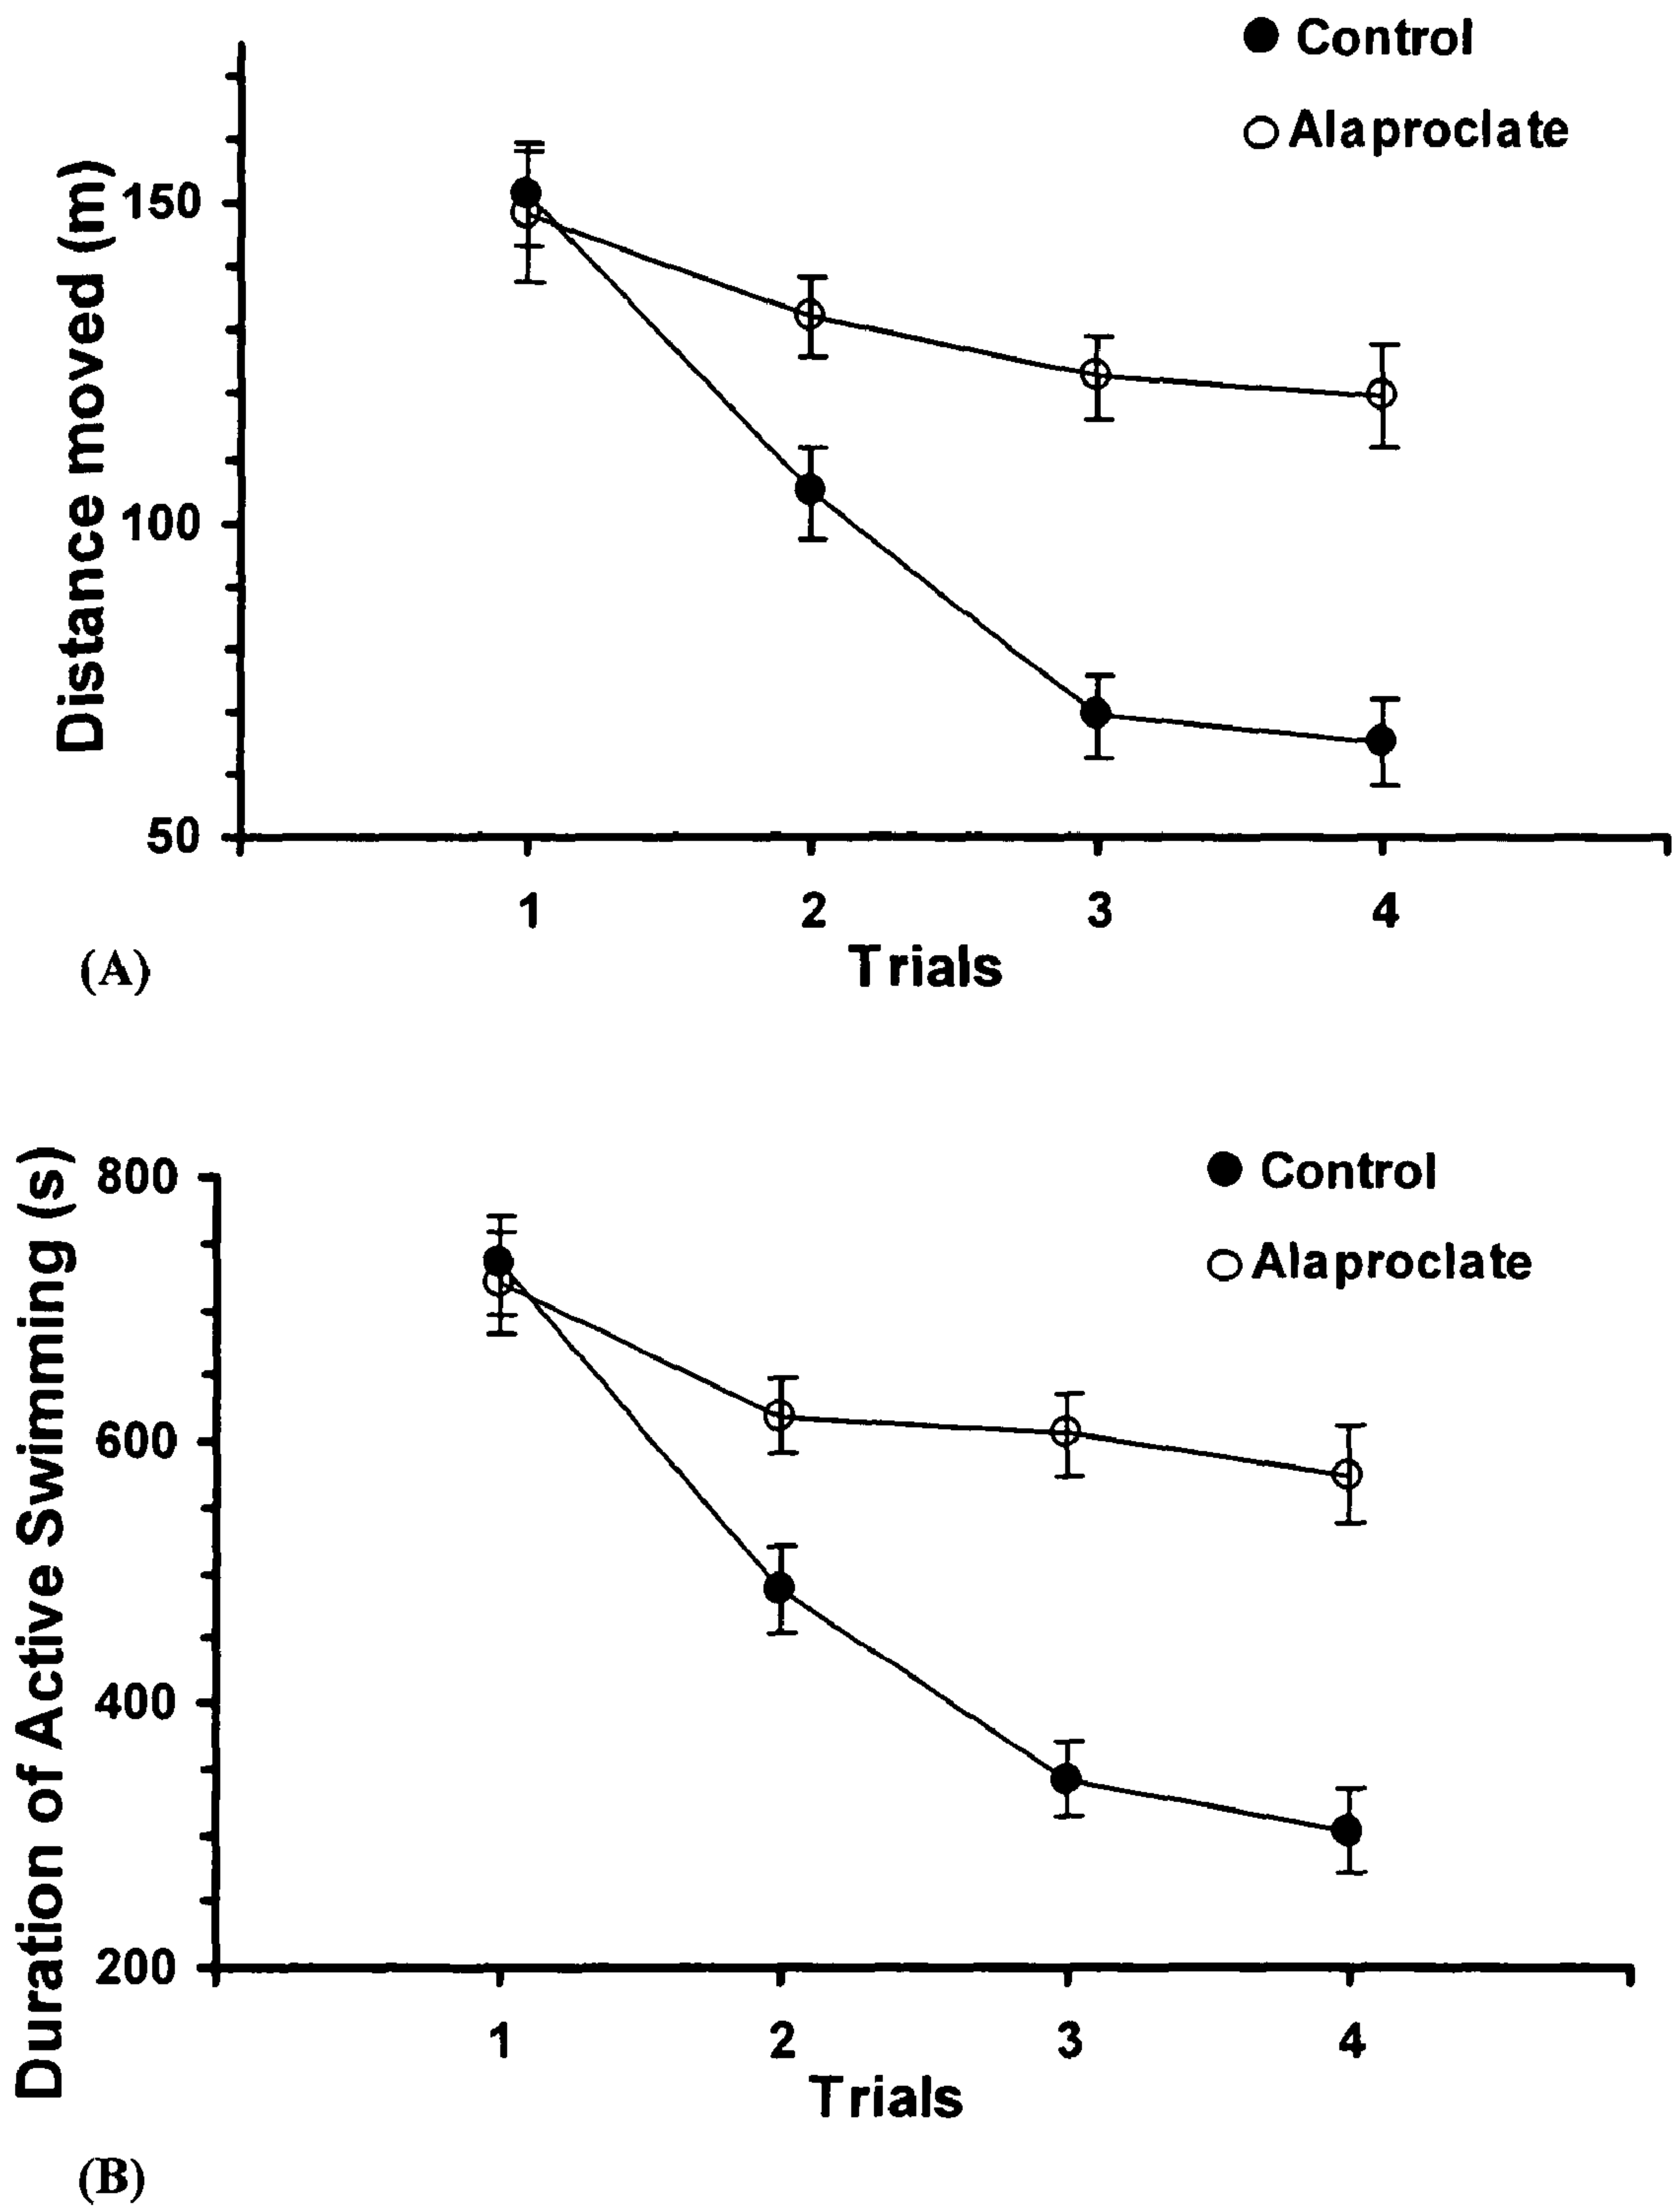 Control
Alaproclate
Distance moved (m)
150
100
50
1 2 3 4
Trials
(A)
Control
Alaproclate
Duration of Active Swimming (s)
800
600
400
200
1 2 3 4
Trials
(B)